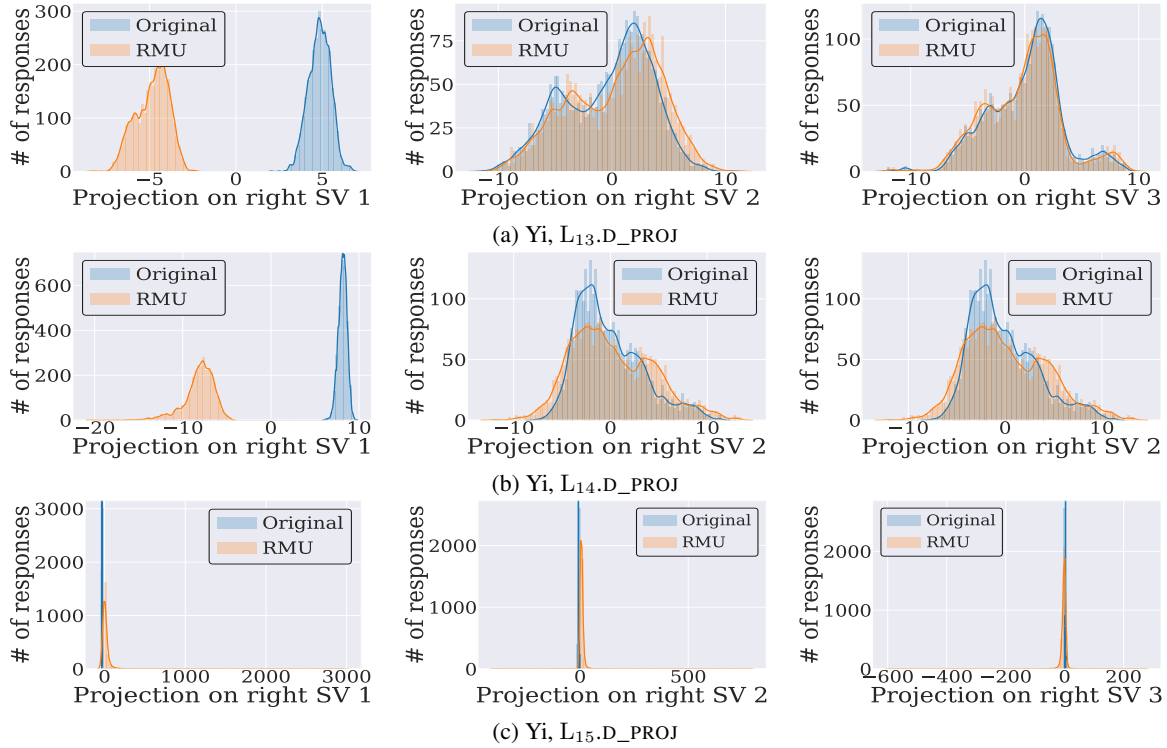 300
200
100
0
# of responses
Original
RMU
−5 0 5
Projection on right SV 1
75
50
25
0
# of responses
Original
RMU
−10 0 10
Projection on right SV 2
100
50
0
# of responses
Original
RMU
−10 0 10
Projection on right SV 3
(a) Yi, L13.D_PROJ
600
400
200
0
# of responses
Original
RMU
−20 −10 0 10
Projection on right SV 1
100
50
0
# of responses
Original
RMU
−10 0 10
Projection on right SV 2
100
50
0
# of responses
Original
RMU
−10 0 10
Projection on right SV 2
(b) Yi, L14.D_PROJ
3000
2000
1000
0
# of responses
Original
RMU
0 1000 2000 3000
Projection on right SV 1
2000
1000
0
# of responses
Original
RMU
0 500
Projection on right SV 2
2000
1000
0
# of responses
Original
RMU
−600 −400 −200 0 200
Projection on right SV 3
(c) Yi, L15.D_PROJ